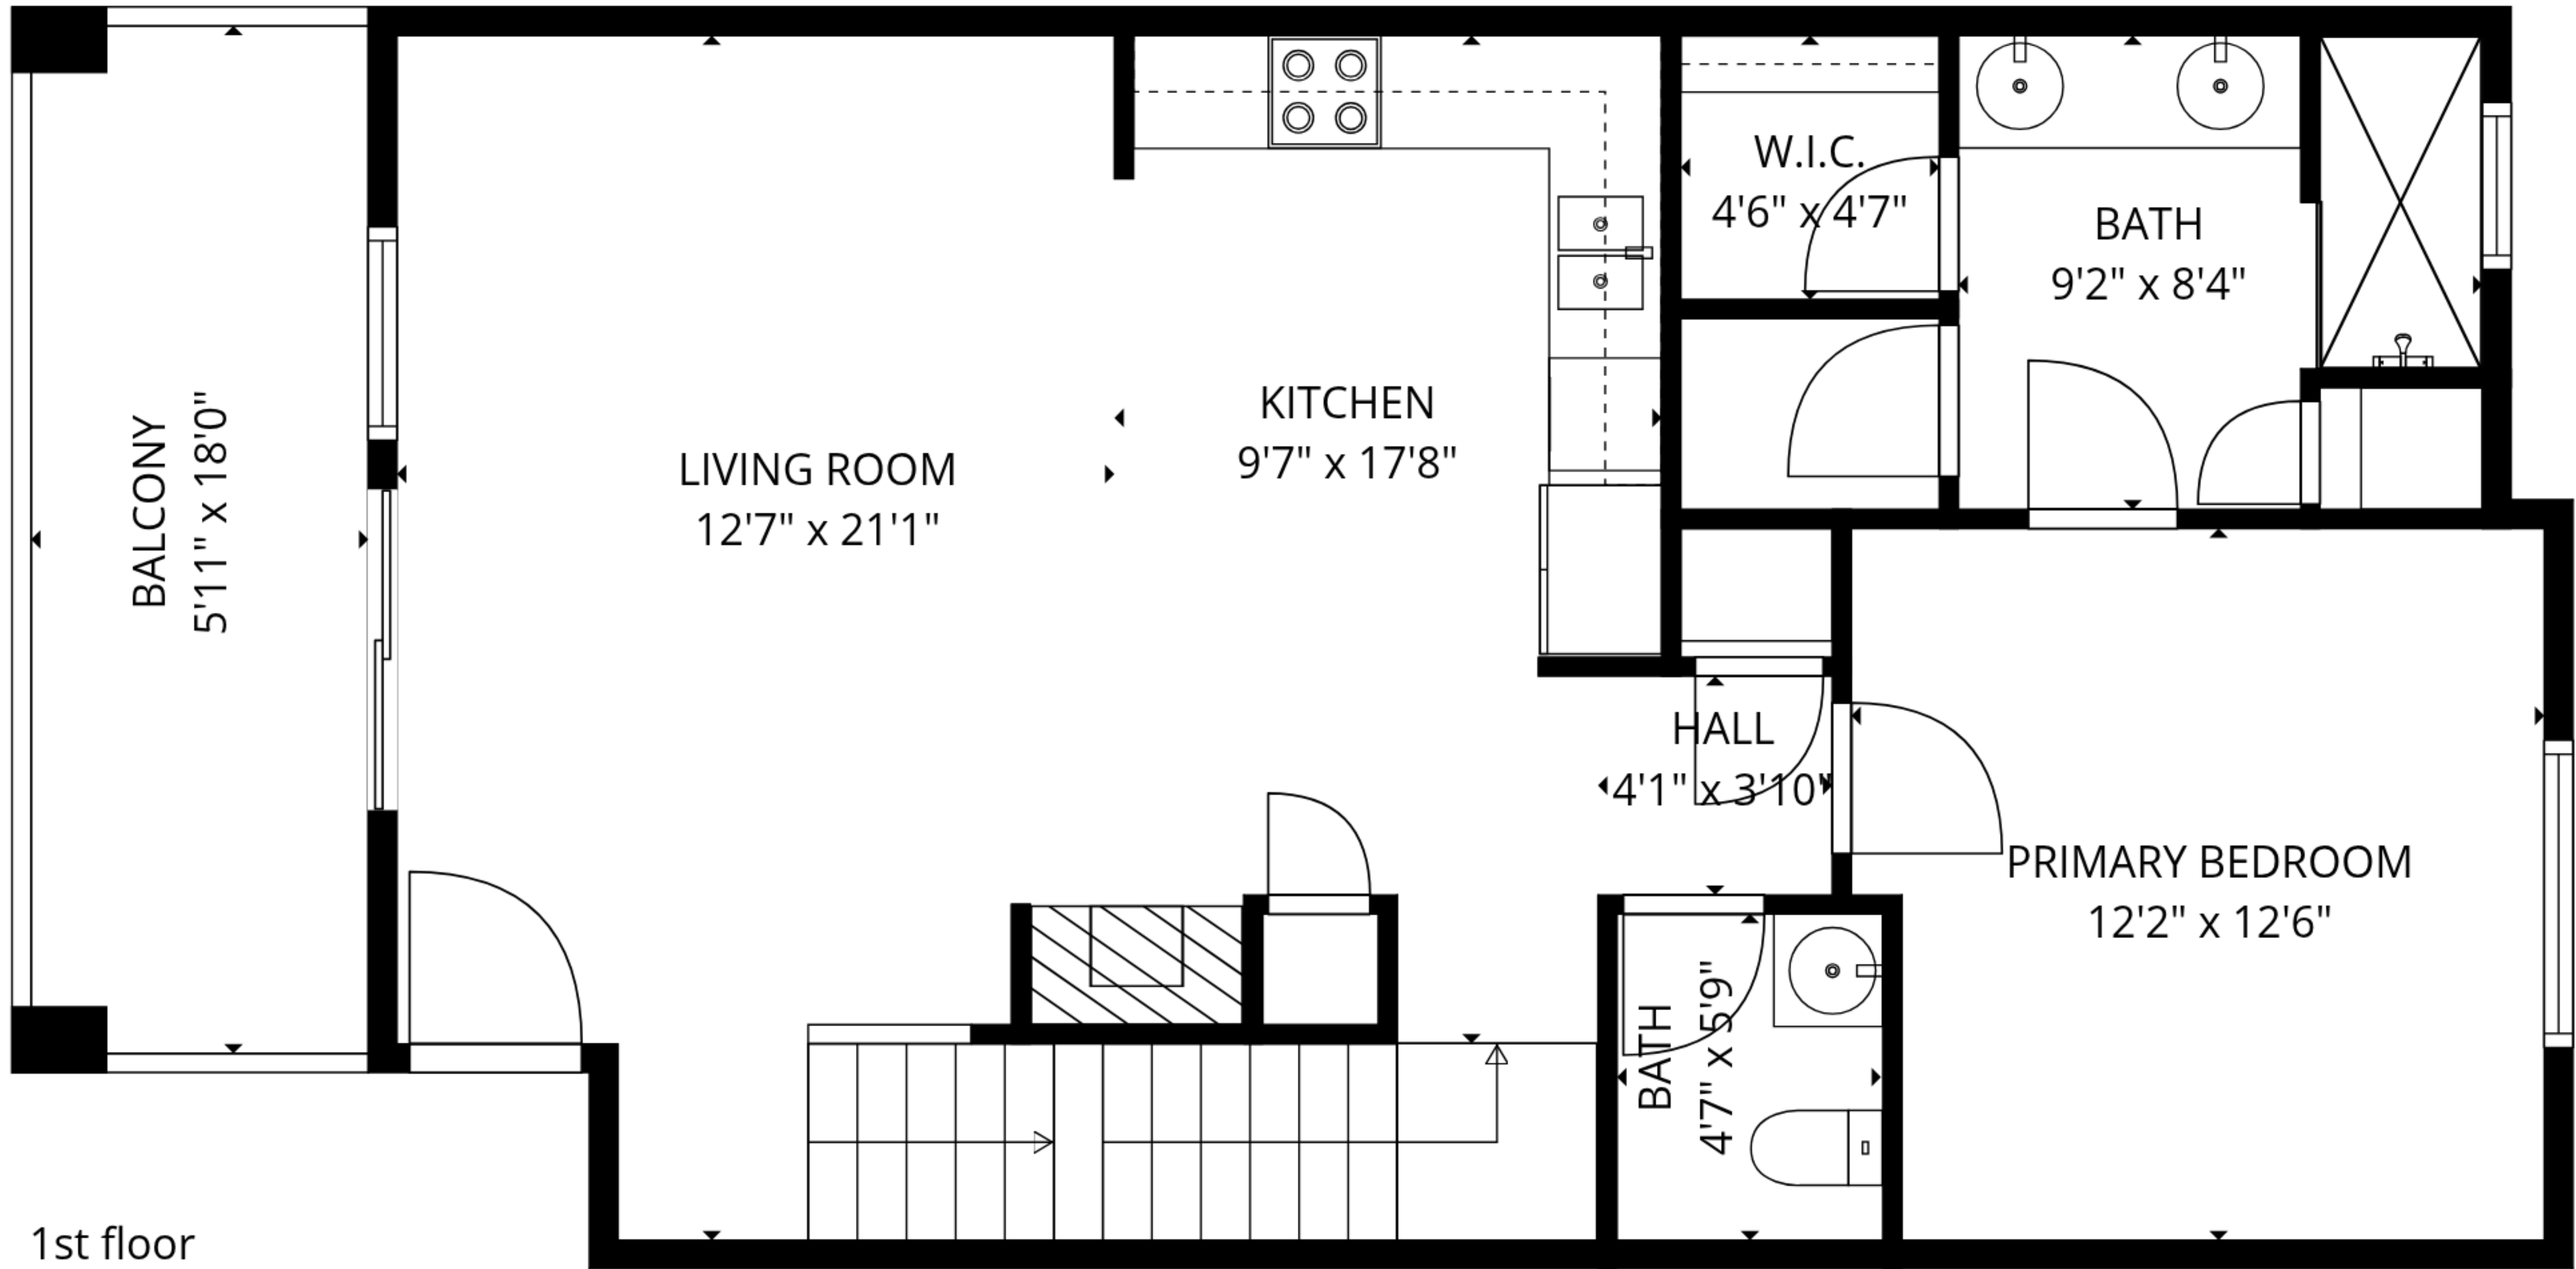 BALCONY
5'11" x 18'0"
LIVING ROOM
12'7" x 21'1"
KITCHEN
9'7" x 17'8"
W.I.C.
4'6" x 4'7"
BATH
9'2" x 8'4"
HALL
4'1" x 3'10"
PRIMARY BEDROOM
12'2" x 12'6"
BATH
4'7" x 5'9"
1st floor